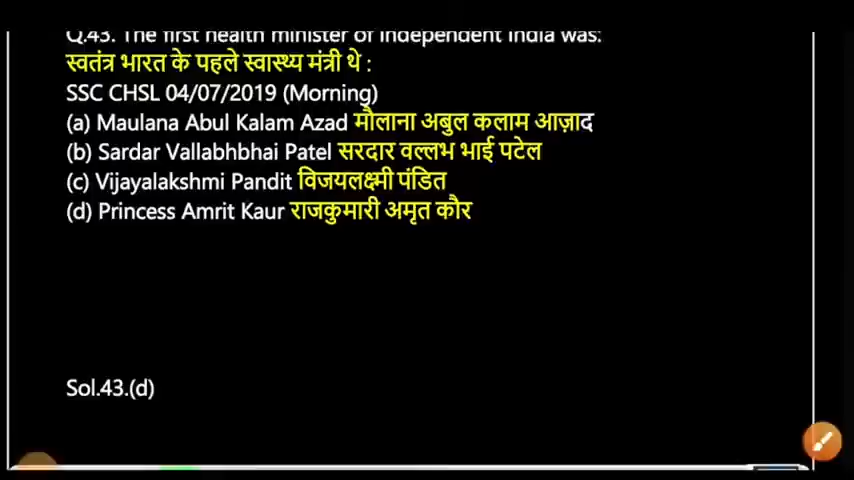 Q.43. The first health minister of independent India was:
स्वतंत्र भारत के पहले स्वास्थ्य मंत्री थे :
SSC CHSL 04/07/2019 (Morning)
(a) Maulana Abul Kalam Azad मौलाना अबुल कलाम आज़ाद
(b) Sardar Vallabhbhai Patel सरदार वल्लभ भाई पटेल
(c) Vijayalakshmi Pandit विजयलक्ष्मी पंडित
(d) Princess Amrit Kaur राजकुमारी अमृत कौर
Sol.43.(d)